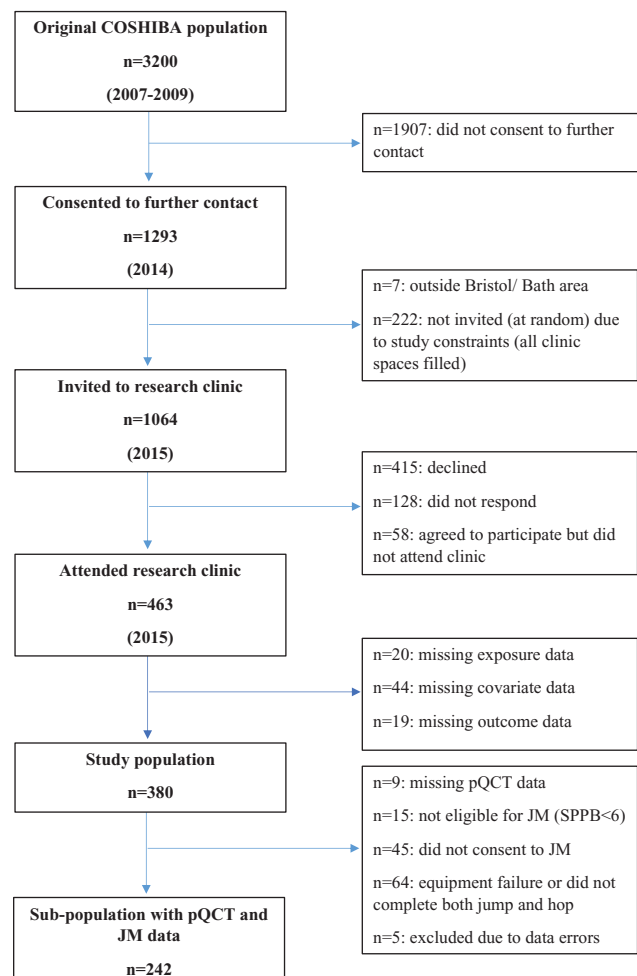 Original COSHIBA population
n=3200
(2007-2009)
n=1907: did not consent to further
contact
Consented to further contact
n=1293
(2014)
n=7: outside Bristol/ Bath area
n=222: not invited (at random) due
to study constraints (all clinic
spaces filled)
Invited to research clinic
n=1064
(2015)
n=415: declined
n=128: did not respond
n=58: agreed to participate but did
not attend clinic
Attended research clinic
n=463
(2015)
n=20: missing exposure data
n=44: missing covariate data
n=19: missing outcome data
Study population
n=380
n=9: missing pQCT data
n=15: not eligible for JM (SPPB<6)
n=45: did not consent to JM
n=64: equipment failure or did not
complete both jump and hop
n=5: excluded due to data errors
Sub-population with pQCT and
JM data
n=242